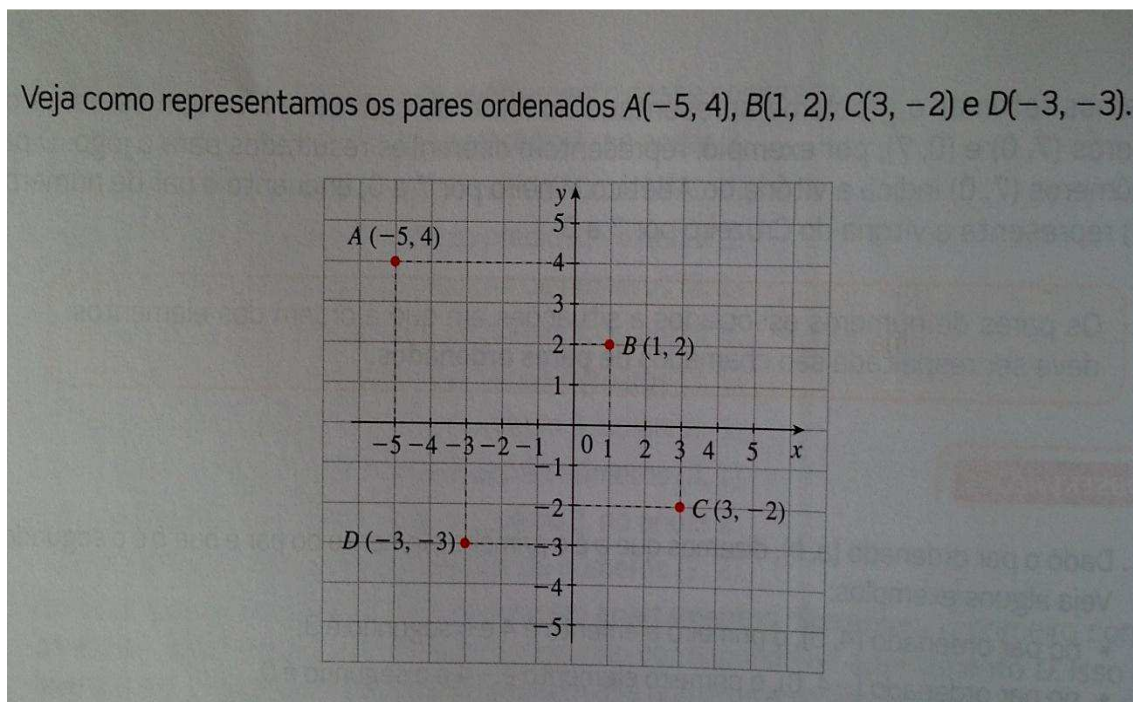 Veja como representamos os pares ordenados A(−5, 4), B(1, 2), C(3, −2) e D(−3, −3).
y
5
A (−5, 4)
4
3
2
B (1, 2)
1
−5 −4 −3 −2 −1 0 1 2 3 4 5 x
−1
−2
C (3, −2)
D (−3, −3)
−3
−4
−5